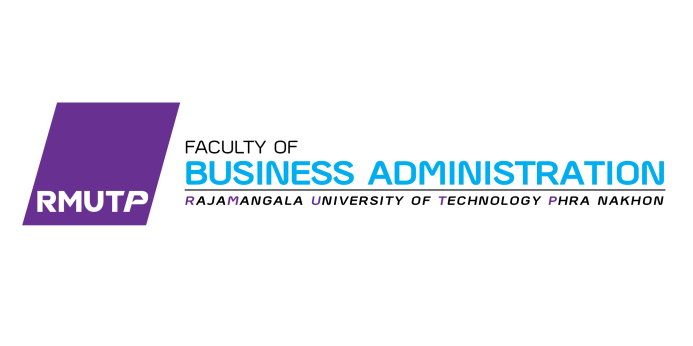 RMUTP
FACULTY OF
BUSINESS ADMINISTRATION
RAJAMANGALA UNIVERSITY OF TECHNOLOGY PHRA NAKHON